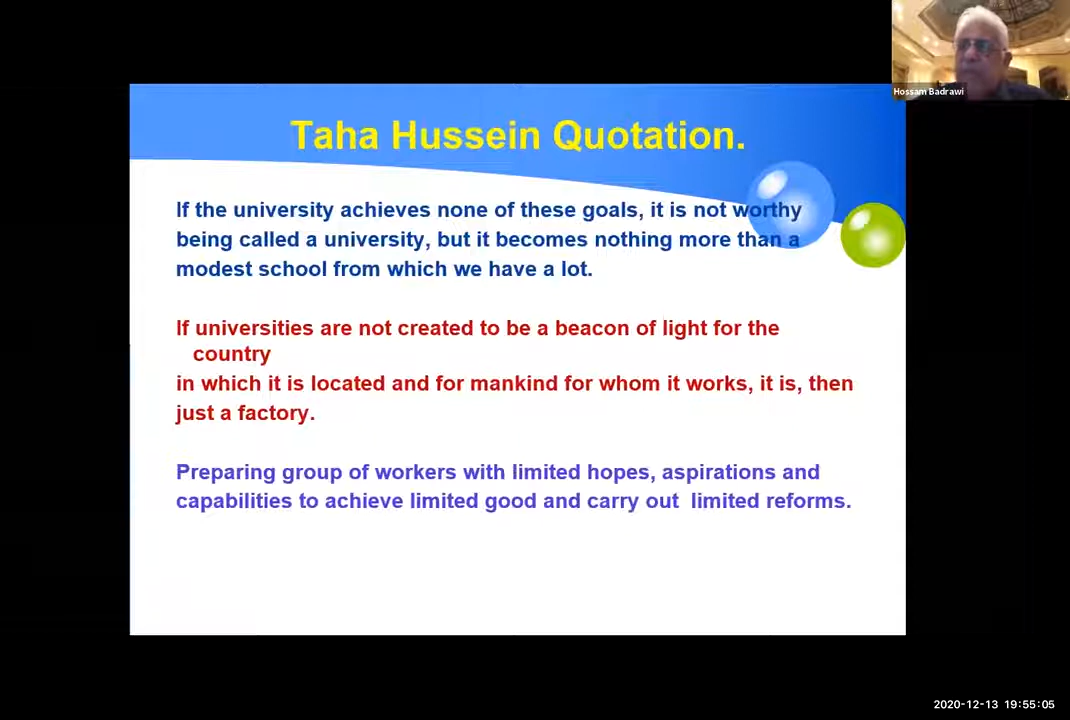 Hossam Badrawi
Taha Hussein Quotation.
If the university achieves none of these goals, it is not worthy
being called a university, but it becomes nothing more than a
modest school from which we have a lot.
If universities are not created to be a beacon of light for the
country
in which it is located and for mankind for whom it works, it is, then
just a factory.
Preparing group of workers with limited hopes, aspirations and
capabilities to achieve limited good and carry out limited reforms.
2020-12-13 19:55:05